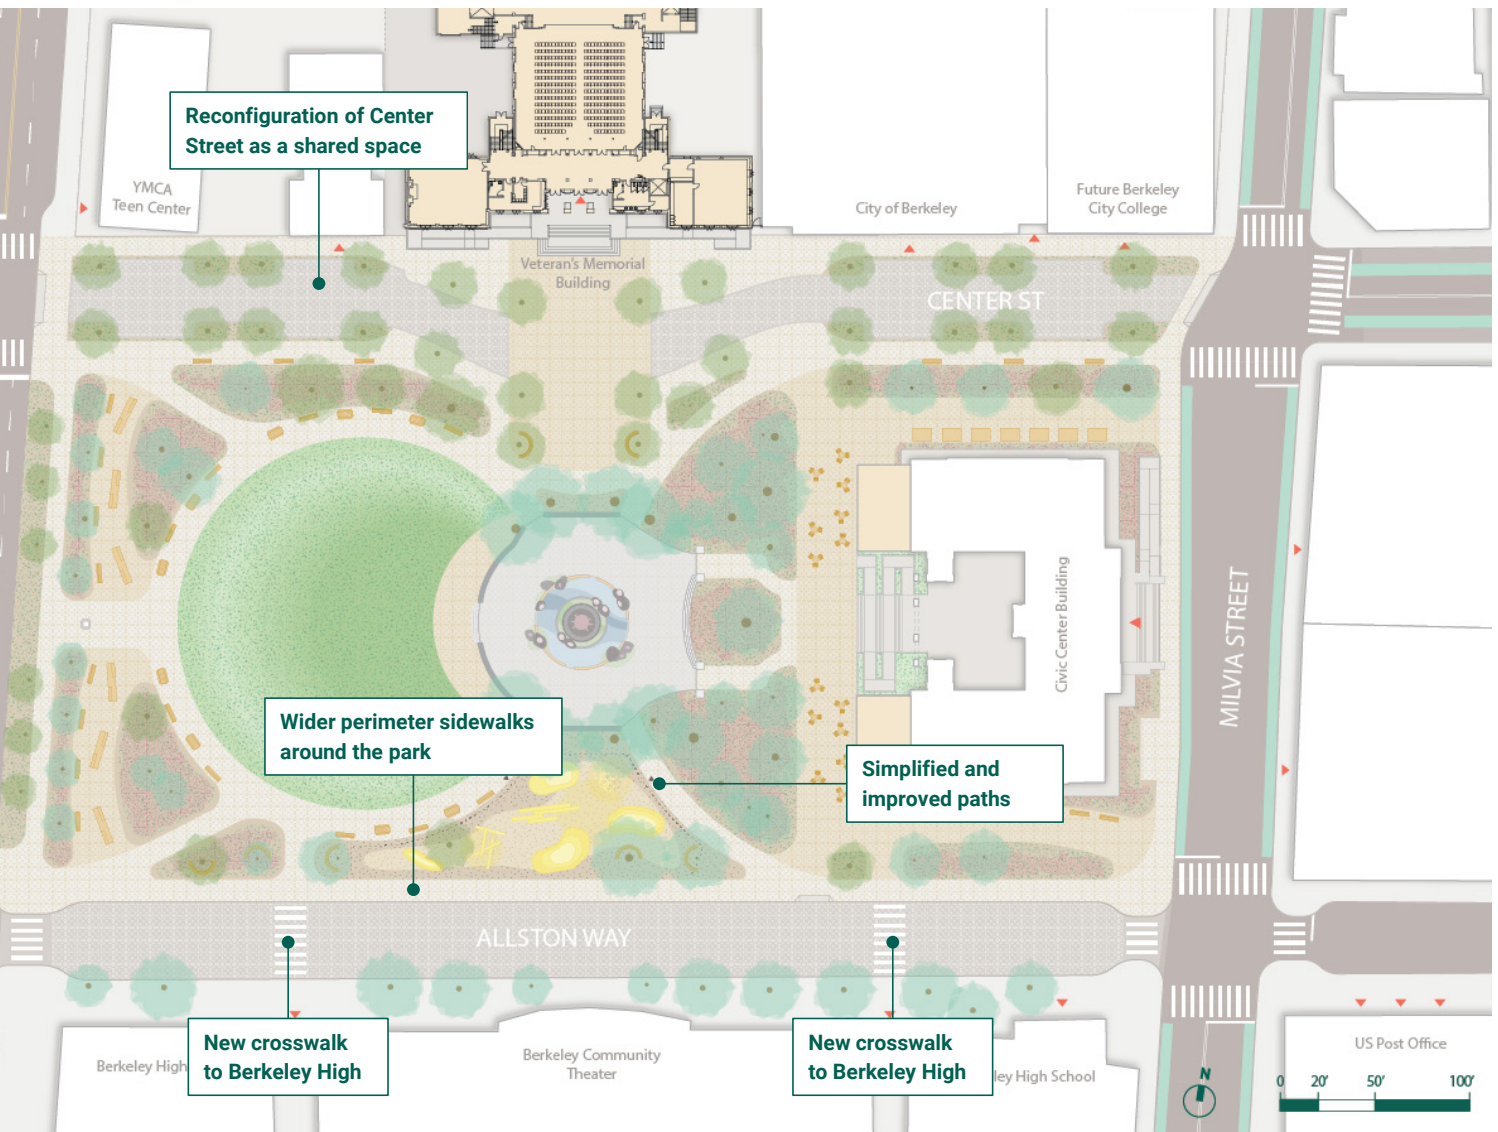 Reconfiguration of Center
Street as a shared space
YMCA
Teen Center
City of Berkeley
Future Berkeley
City College
Veteran's Memorial
Building
CENTER ST
Civic Center Building
MILVIA STREET
Wider perimeter sidewalks
around the park
Simplified and
improved paths
ALLSTON WAY
New crosswalk
to Berkeley High
New crosswalk
to Berkeley High
Berkeley High
Berkeley Community
Theater
ley High School
US Post Office
N
0 20' 50' 100'